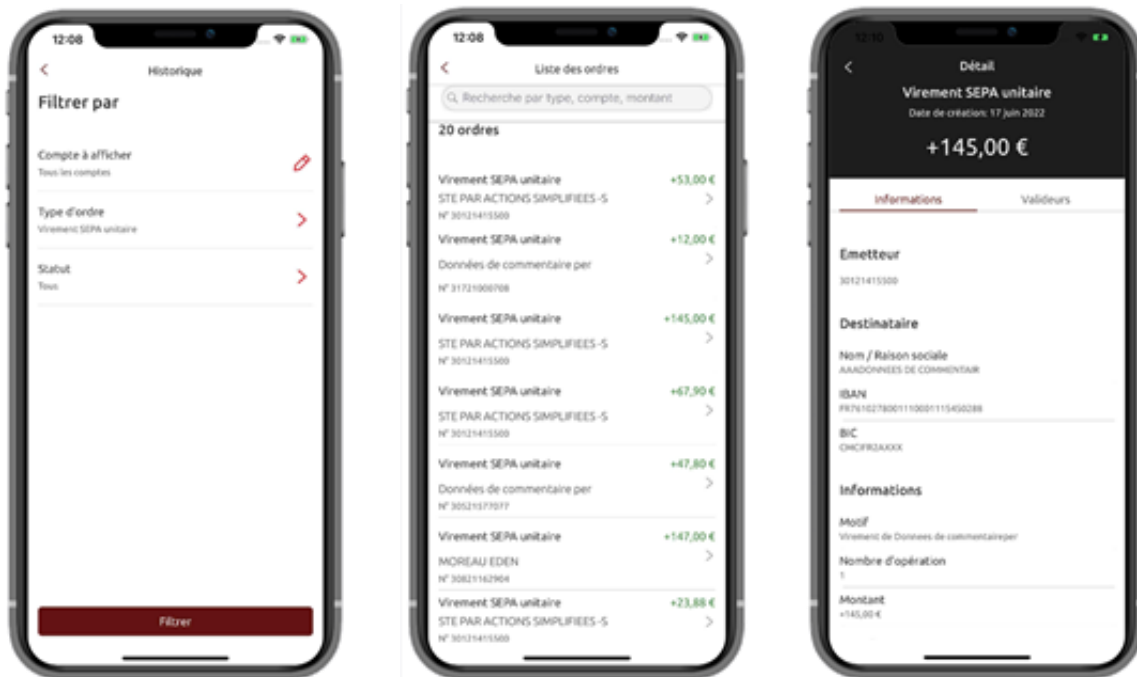 12:08
Historique
Filtrer par
Compte à afficher
Tous les comptes
Type d'ordre
Virement SEPA unitaire
Statut
Tous
Filtrer
12:08
Liste des ordres
Recherche par type, compte, montant
20 ordres
Virement SEPA unitaire +53,00 €
STE PAR ACTIONS SIMPLIFIEES -S
N° 30121415500
Virement SEPA unitaire +12,00 €
Données de commentaire per
N° 31721000708
Virement SEPA unitaire +145,00 €
STE PAR ACTIONS SIMPLIFIEES -S
N° 30121415500
Virement SEPA unitaire +67,90 €
STE PAR ACTIONS SIMPLIFIEES -S
N° 30121415500
Virement SEPA unitaire +47,80 €
Données de commentaire per
N° 30521577077
Virement SEPA unitaire +147,00 €
MOREAU EDEN
N° 30821162904
Virement SEPA unitaire +23,88 €
STE PAR ACTIONS SIMPLIFIEES -S
N° 30121415500
12:10
Détail
Virement SEPA unitaire
Date de création: 17 juin 2022
+145,00 €
Informations Valideurs
Emetteur
30121415500
Destinataire
Nom / Raison sociale
AAADONNEES DE COMMENTAIR
IBAN
BIC
CMCIFR2AXXX
Informations
Motif
Virement de Donnees de commentaireper
Nombre d'opération
1
Montant
+145,00 €